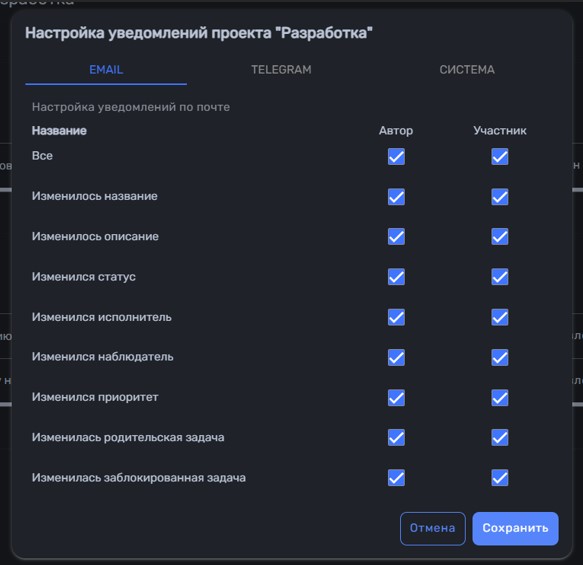 Настройка уведомлений проекта "Разработка"
EMAIL TELEGRAM СИСТЕМА
Настройка уведомлений по почте
Название Автор Участник
Все
Изменилось название
Изменилось описание
Изменился статус
Изменился исполнитель
Изменился наблюдатель
Изменился приоритет
Изменилась родительская задача
Изменилась заблокированная задача
Отмена Сохранить